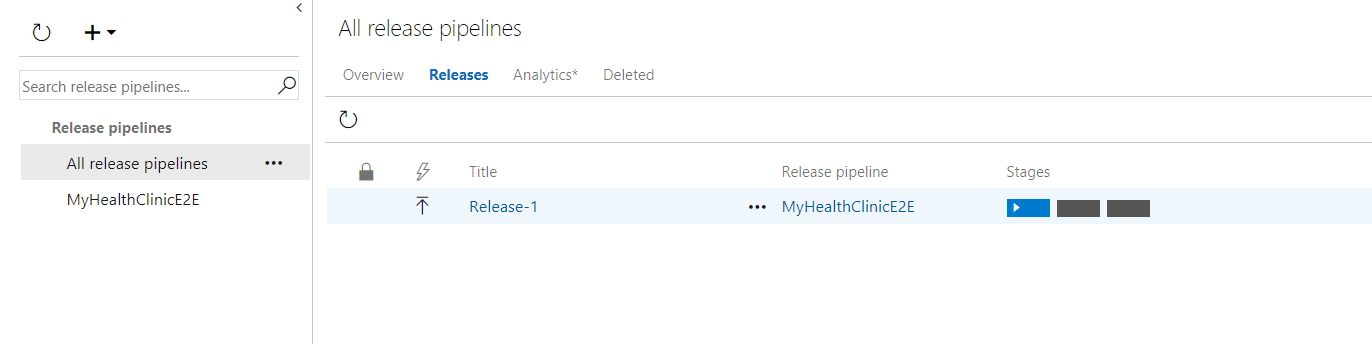 Search release pipelines...
Release pipelines
All release pipelines
MyHealthClinicE2E
All release pipelines
Overview Releases Analytics* Deleted
Title Release pipeline Stages
Release-1 MyHealthClinicE2E